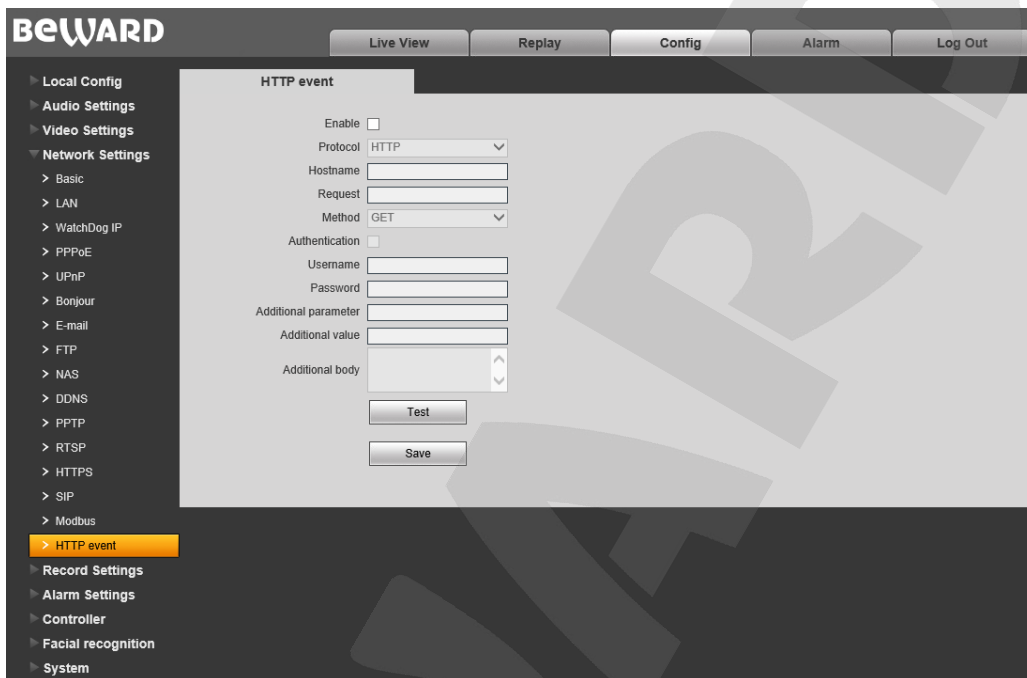 BEWARD
Live View Replay Config Alarm Log Out
Local Config
Audio Settings
Video Settings
Network Settings
Basic
LAN
WatchDog IP
PPPoE
UPnP
Bonjour
E-mail
FTP
NAS
DDNS
PPTP
RTSP
HTTPS
SIP
Modbus
HTTP event
Record Settings
Alarm Settings
Controller
Facial recognition
System
HTTP event
Enable
Protocol HTTP
Hostname
Request
Method GET
Authentication
Username
Password
Additional parameter
Additional value
Additional body
Test
Save